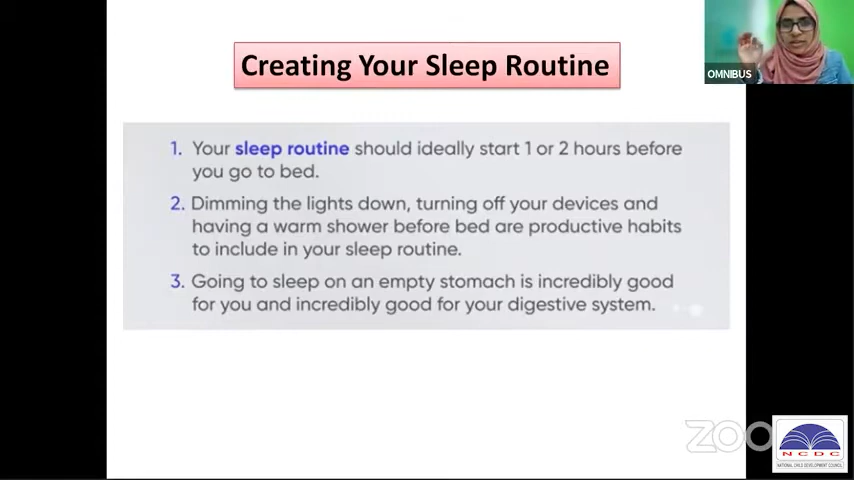 OMNIBUS
Creating Your Sleep Routine
1. Your sleep routine should ideally start 1 or 2 hours before
you go to bed.
2. Dimming the lights down, turning off your devices and
having a warm shower before bed are productive habits
to include in your sleep routine.
3. Going to sleep on an empty stomach is incredibly good
for you and incredibly good for your digestive system.
ZOO
NCDC
NATIONAL CHILD DEVELOPMENT COUNCIL